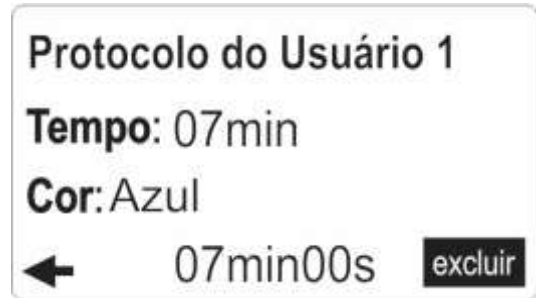 Protocolo do Usuário 1
Tempo: 07min
Cor: Azul
07min00s excluir